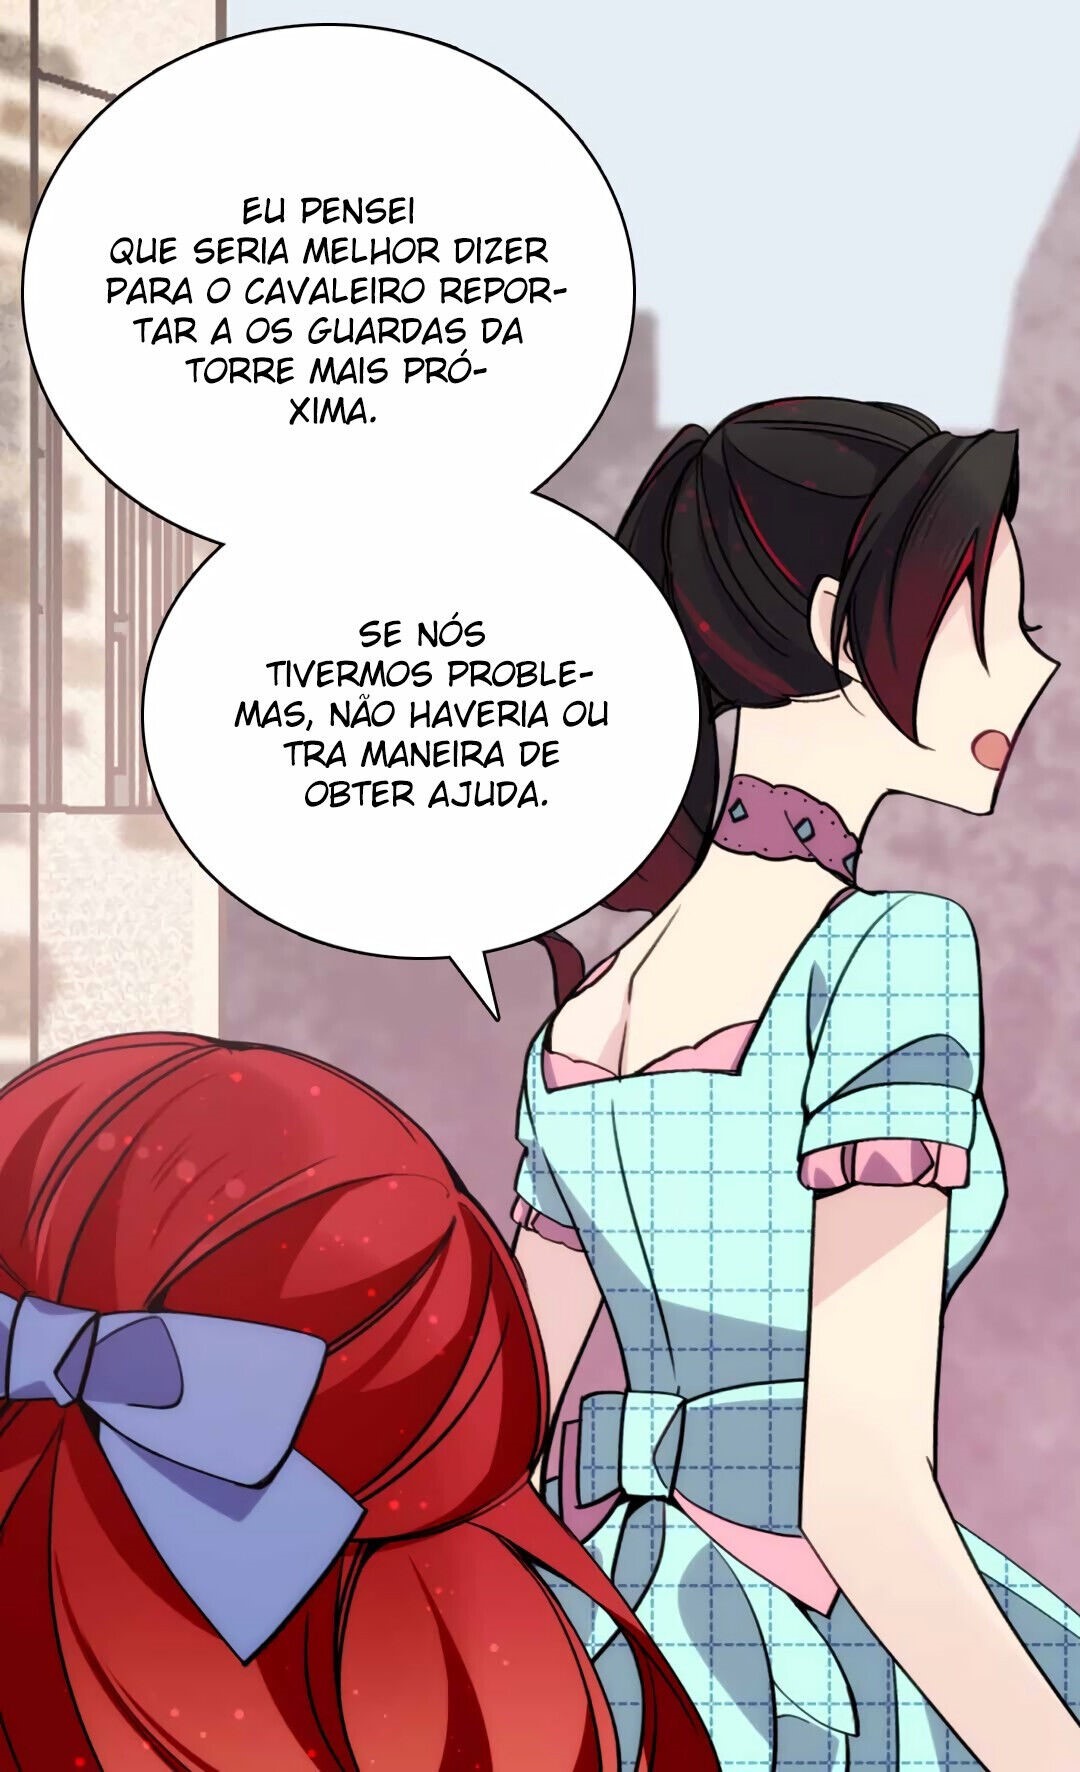 EU PENSEI
QUE SERIA MELHOR DIZER
PARA O CAVALEIRO REPOR-
TAR A OS GUARDAS DA
TORRE MAIS PRÓ-
XIMA.
SE NÓS
TIVERMOS PROBLE-
MAS, NÃO HAVERIA OU
TRA MANEIRA DE
OBTER AJUDA.